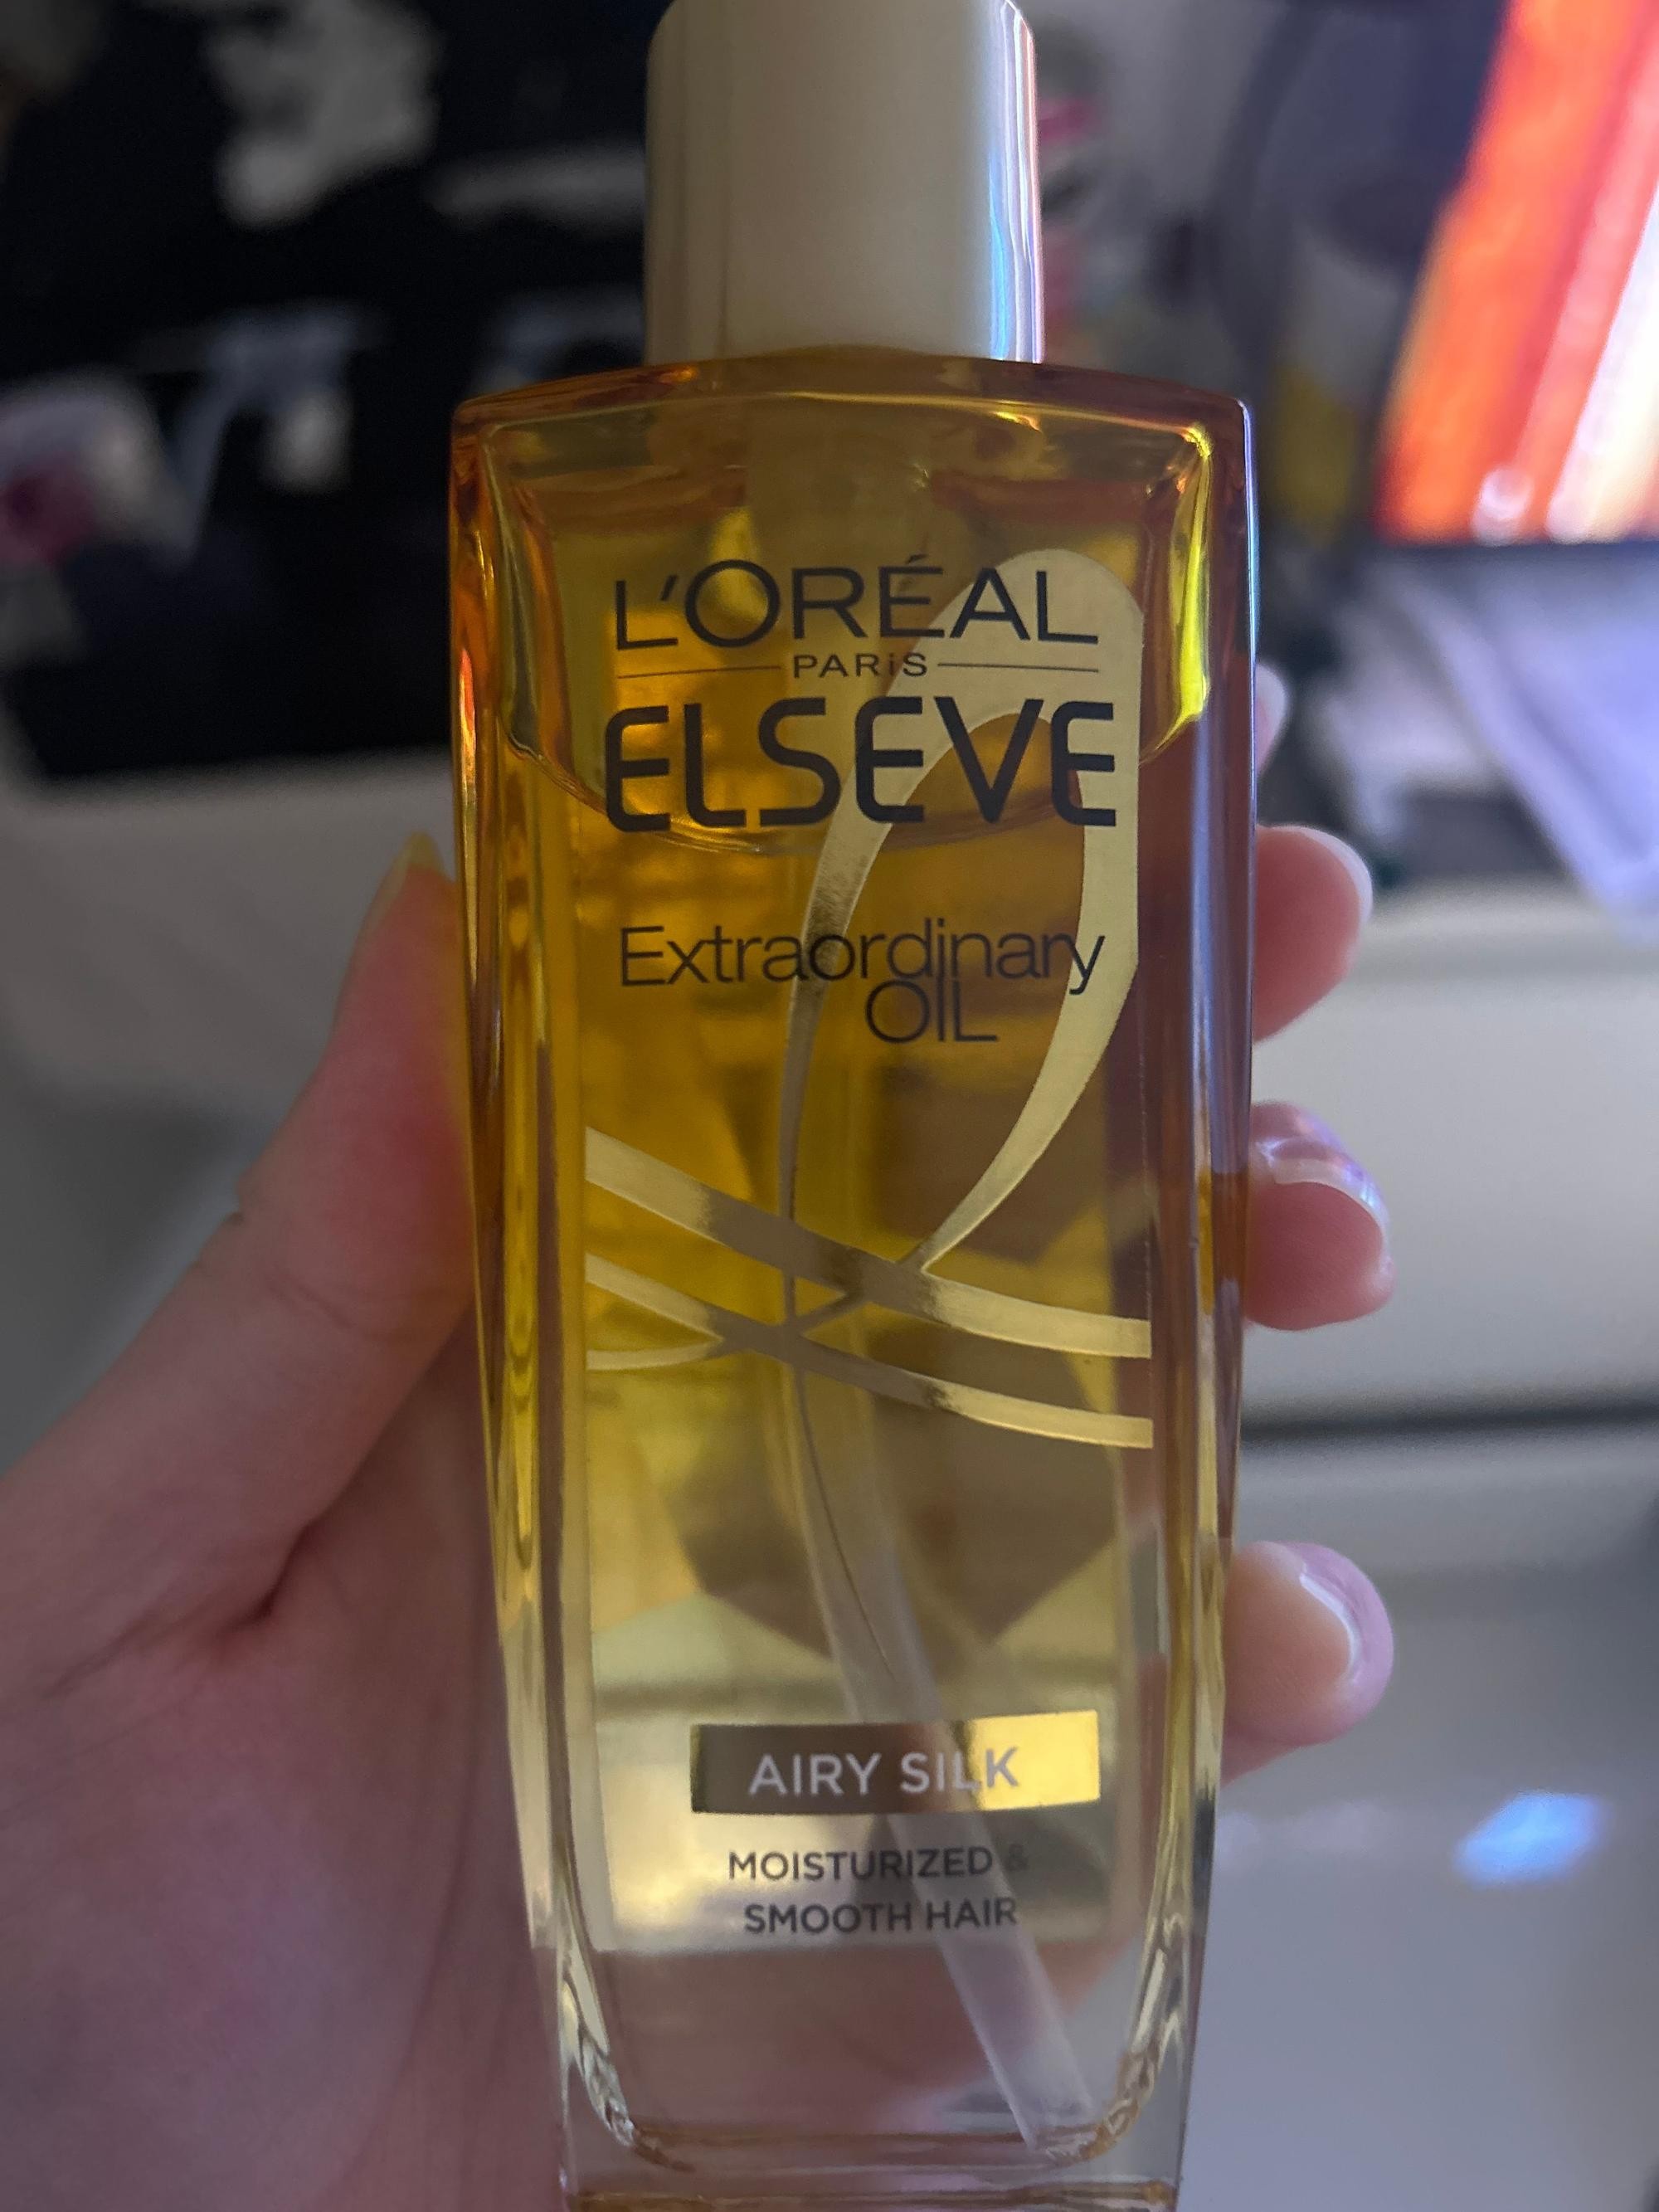 L'ORÉAL
PARiS
ELSEVE
Extraordinary
OIL
AIRY SILK
MOISTURIZED &
SMOOTH HAIR